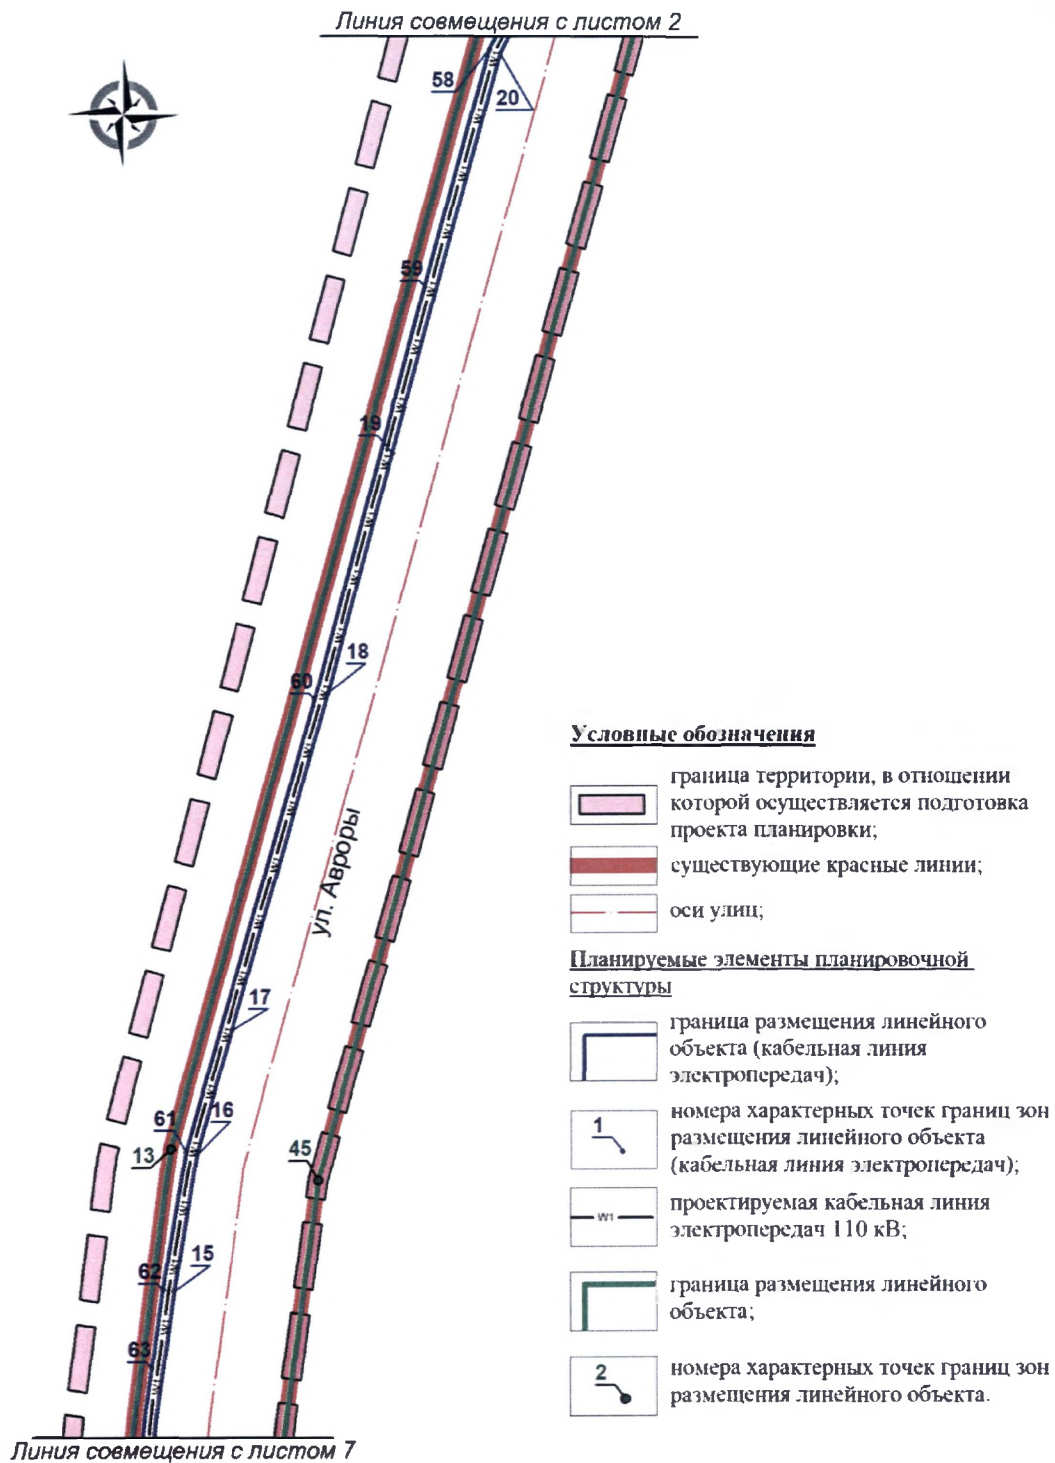 Линия совмещения с листом 2
58
20
59
19
18
60
ул. Авроры
17
61
16
13
45
62
15
63
W1
Линия совмещения с листом 7
Условные обозначения
граница территории, в отношении
которой осуществляется подготовка
проекта планировки;
существующие красные линии;
оси улиц;
Планируемые элементы планировочной
структуры
граница размещения линейного
объекта (кабельная линия
электропередач);
1
номера характерных точек границ зон
размещения линейного объекта
(кабельная линия электропередач);
W1
проектируемая кабельная линия
электропередач 110 кВ;
граница размещения линейного
объекта;
2
номера характерных точек границ зон
размещения линейного объекта.